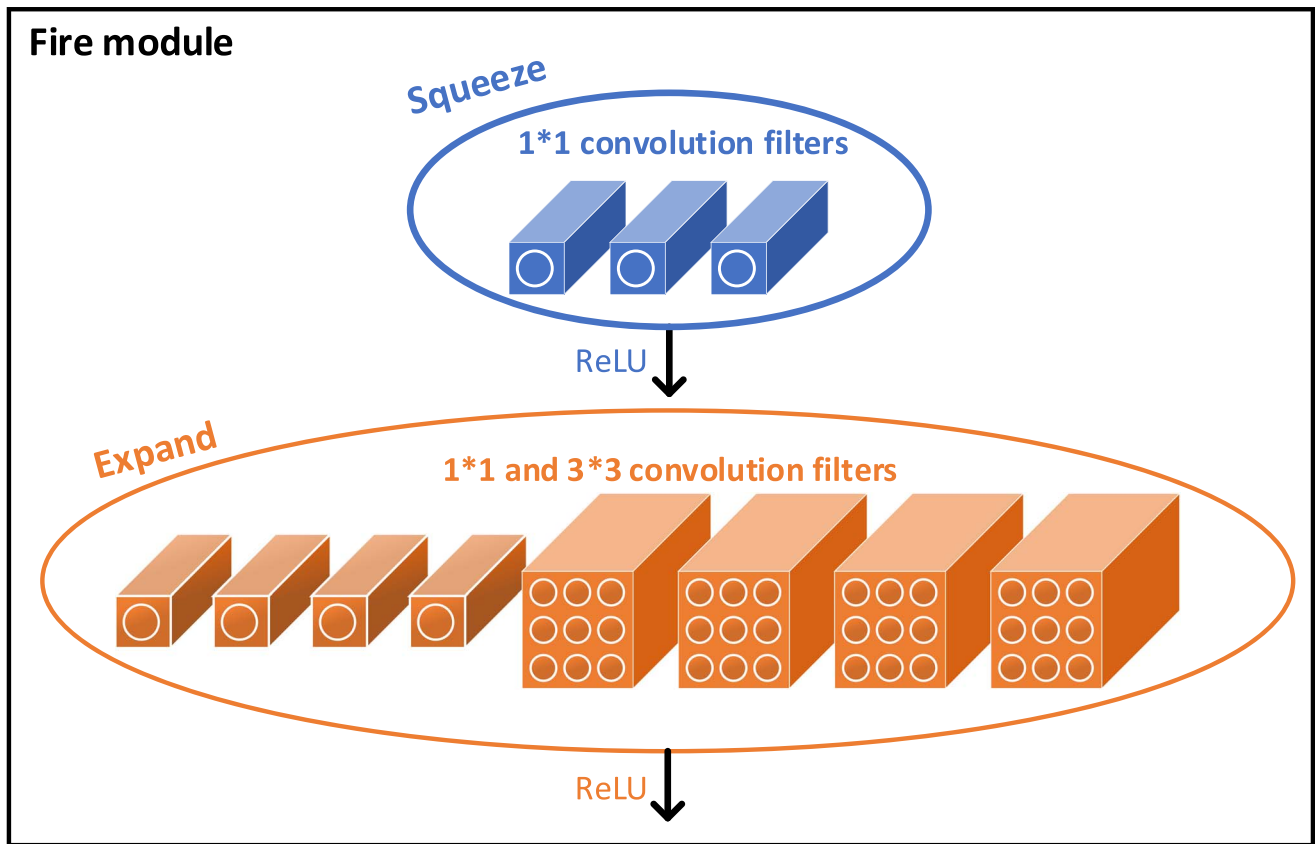 Fire module
Squeeze
1*1 convolution filters
ReLU
Expand
1*1 and 3*3 convolution filters
ReLU